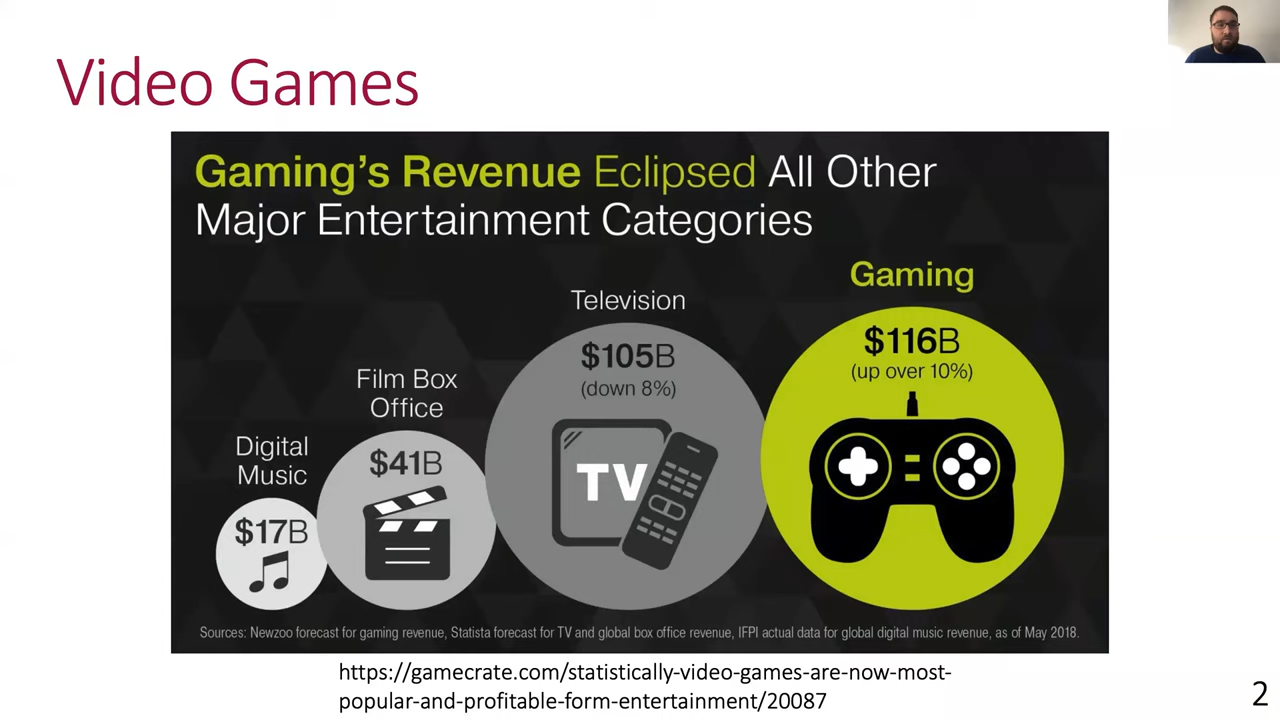 Video Games
Gaming's Revenue Eclipsed All Other
Major Entertainment Categories
Digital
Music
$17B
Film Box
Office
$41B
Television
$105B
(down 8%)
TV
Gaming
$116B
(up over 10%)
Sources: Newzoo forecast for gaming revenue, Statista forecast for TV and global box office revenue, IFPI actual data for global digital music revenue, as of May 2018.
https://gamecrate.com/statistically-video-games-are-now-most-
popular-and-profitable-form-entertainment/20087
2